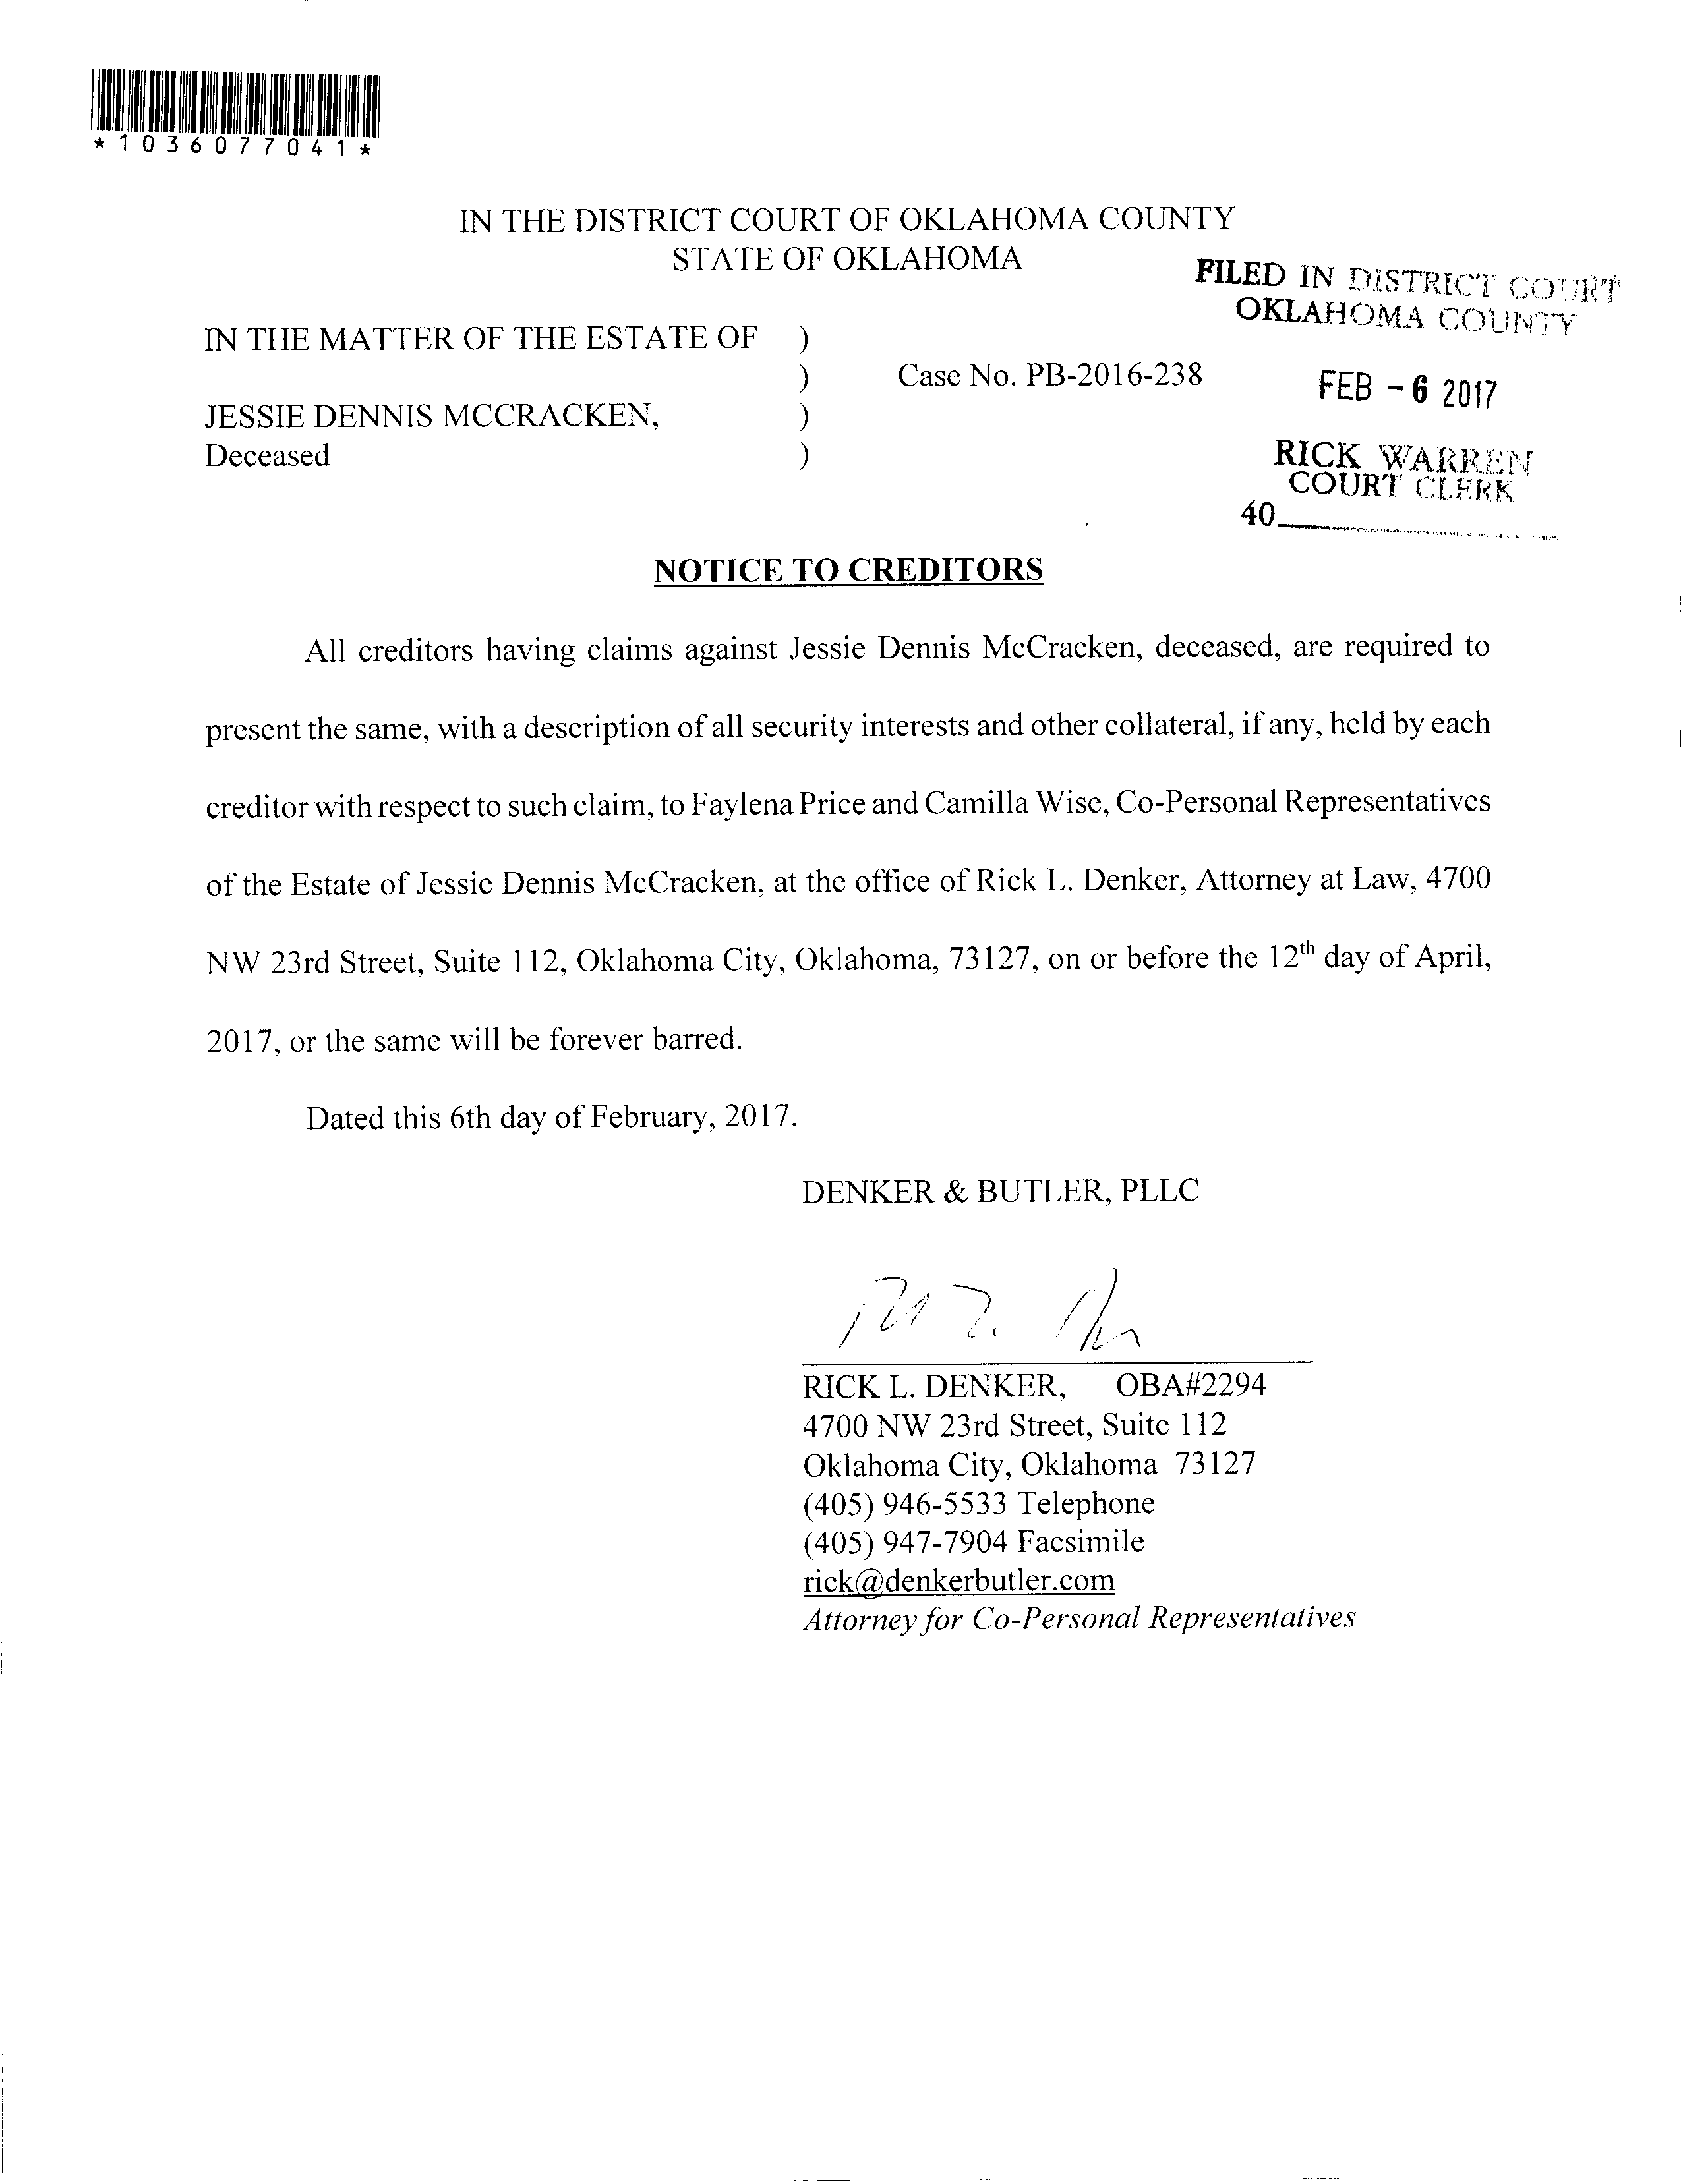 *1036077041*
IN THE DISTRICT COURT OF OKLAHOMA COUNTY
STATE OF OKLAHOMA
FILED IN DISTRICT COURT
OKLAHOMA COUNTY
IN THE MATTER OF THE ESTATE OF )
) Case No. PB-2016-238
FEB - 6 2017
JESSIE DENNIS MCCRACKEN, )
Deceased )
RICK WARREN
COURT CLERK
40
NOTICE TO CREDITORS
All creditors having claims against Jessie Dennis McCracken, deceased, are required to
present the same, with a description of all security interests and other collateral, if any, held by each
creditor with respect to such claim, to Faylena Price and Camilla Wise, Co-Personal Representatives
of the Estate of Jessie Dennis McCracken, at the office of Rick L. Denker, Attorney at Law, 4700
NW 23rd Street, Suite 112, Oklahoma City, Oklahoma, 73127, on or before the 12th day of April,
2017, or the same will be forever barred.
Dated this 6th day of February, 2017.
DENKER & BUTLER, PLLC
RICK L. DENKER, OBA#2294
4700 NW 23rd Street, Suite 112
Oklahoma City, Oklahoma 73127
(405) 946-5533 Telephone
(405) 947-7904 Facsimile
rick@denkerbutler.com
Attorney for Co-Personal Representatives